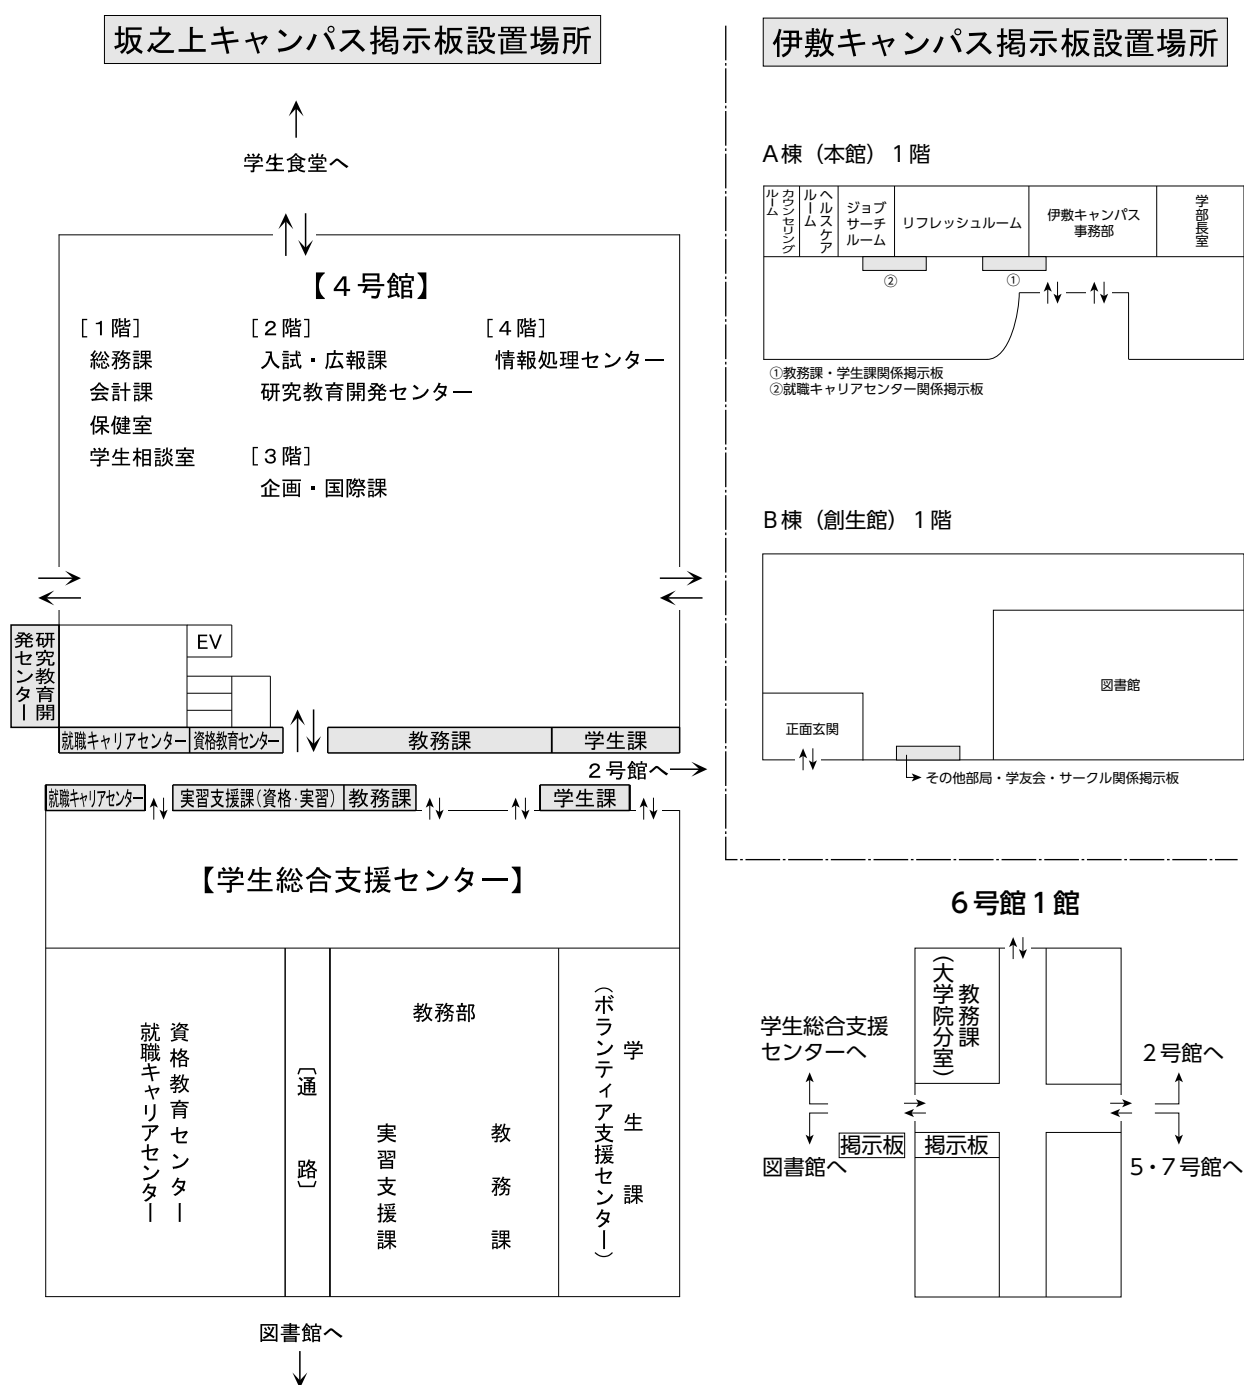 坂之上キャンパス掲示板設置場所
学生食堂へ
【４号館】
［１階］
総務課
会計課
保健室
学生相談室
［２階］
入試・広報課
研究教育開発センター
［３階］
企画・国際課
［４階］
情報処理センター
研究教育開
発センター
EV
就職キャリアセンター
資格教育センター
教務課
学生課
２号館へ
就職キャリアセンター
実習支援課（資格・実習）
教務課
学生課
【学生総合支援センター】
資格教育センター
就職キャリアセンター
〔通路〕
教務部
実習支援課
教務課
学生課
（ボランティア支援センター）
図書館へ
伊敷キャンパス掲示板設置場所
A棟（本館）１階
カウンセリング
ルーム
ヘルスケア
ルーム
ジョブ
サーチ
ルーム
リフレッシュルーム
伊敷キャンパス
事務部
学部長室
②
①
①教務課・学生課関係掲示板
②就職キャリアセンター関係掲示板
B棟（創生館）１階
図書館
正面玄関
その他部局・学友会・サークル関係掲示板
６号館１館
教務課
（大学院分室）
学生総合支援
センターへ
２号館へ
掲示板
掲示板
図書館へ
５・７号館へ